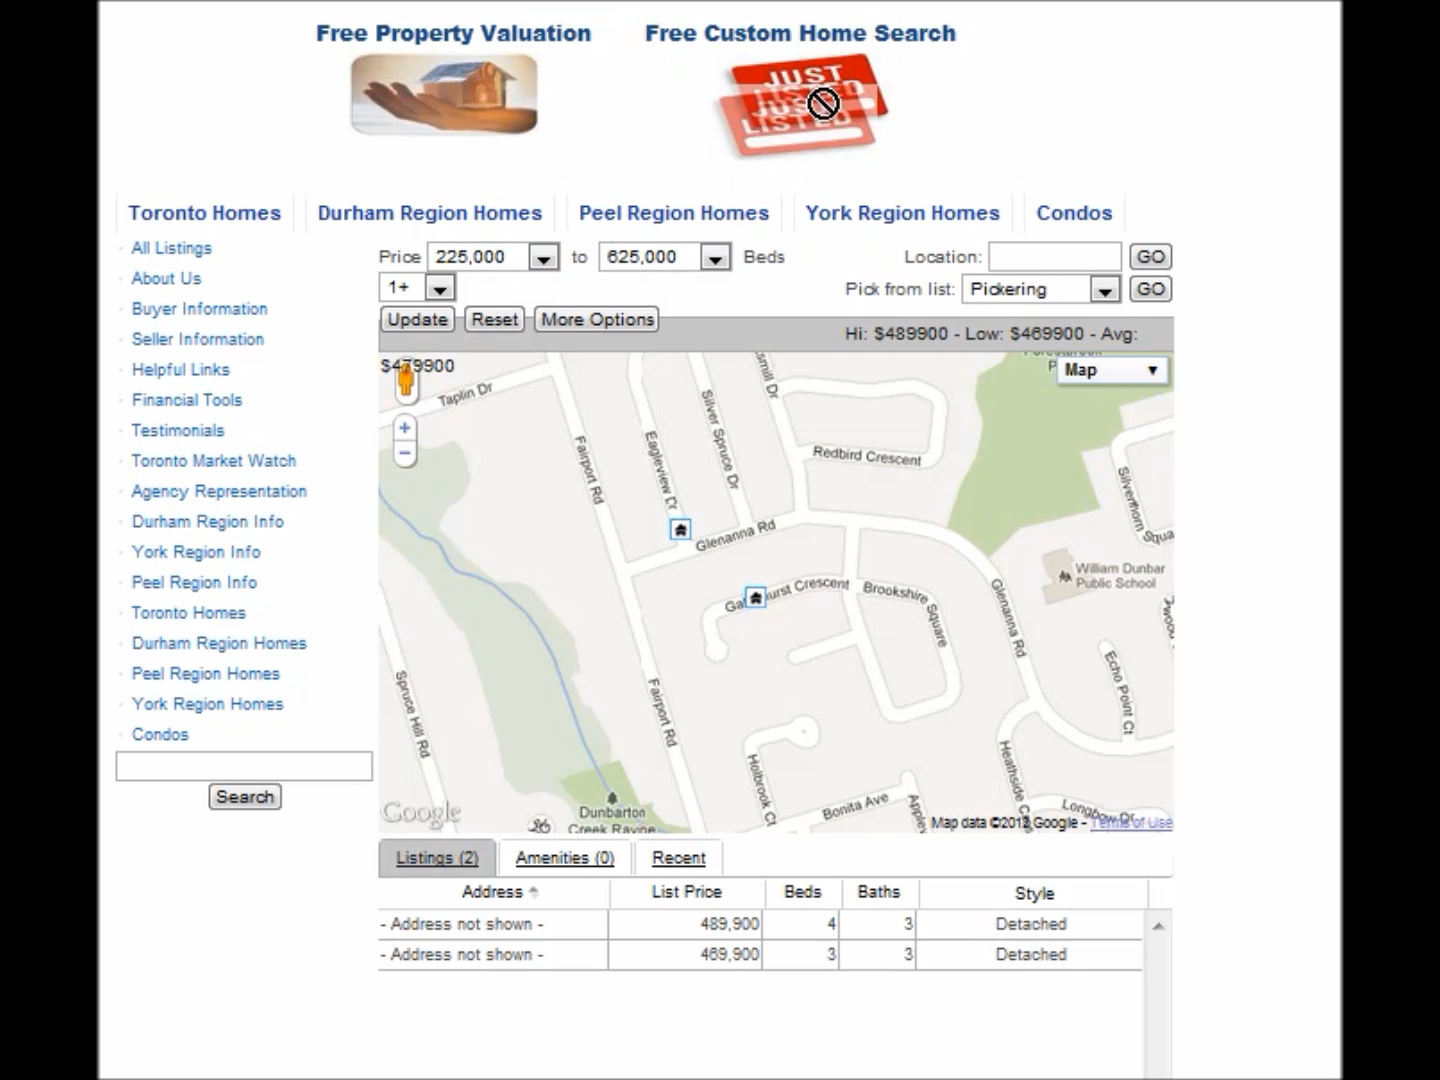 Free Property Valuation
Free Custom Home Search
JUST
LISTED
JUST
LISTED
Toronto Homes
Durham Region Homes
Peel Region Homes
York Region Homes
Condos
All Listings
About Us
Buyer Information
Seller Information
Helpful Links
Financial Tools
Testimonials
Toronto Market Watch
Agency Representation
Durham Region Info
York Region Info
Peel Region Info
Toronto Homes
Durham Region Homes
Peel Region Homes
York Region Homes
Condos
Search
Price 225,000 to 625,000 Beds
1+
Location: GO
Pick from list: Pickering GO
Update Reset More Options
Hi: $489900 - Low: $469900 - Avg:
$479900
Map
Taplin Dr
Fairport Rd
Eagleview Dr
Silver Spruce Dr
Redbird Crescent
Glenanna Rd
Brookshire Square
Glenanna Rd
William Dunbar
Public School
Echo Point Ct
Spruce Hill Rd
Fairport Rd
Holbrook Ct
Bonita Ave
Dunbarton
Creek Ravine
Longbow Dr
Google
Map data ©2012 Google - Terms of Use
Listings (2)
Amenities (0)
Recent
Address List Price Beds Baths Style
- Address not shown - 489,900 4 3 Detached
- Address not shown - 469,900 3 3 Detached